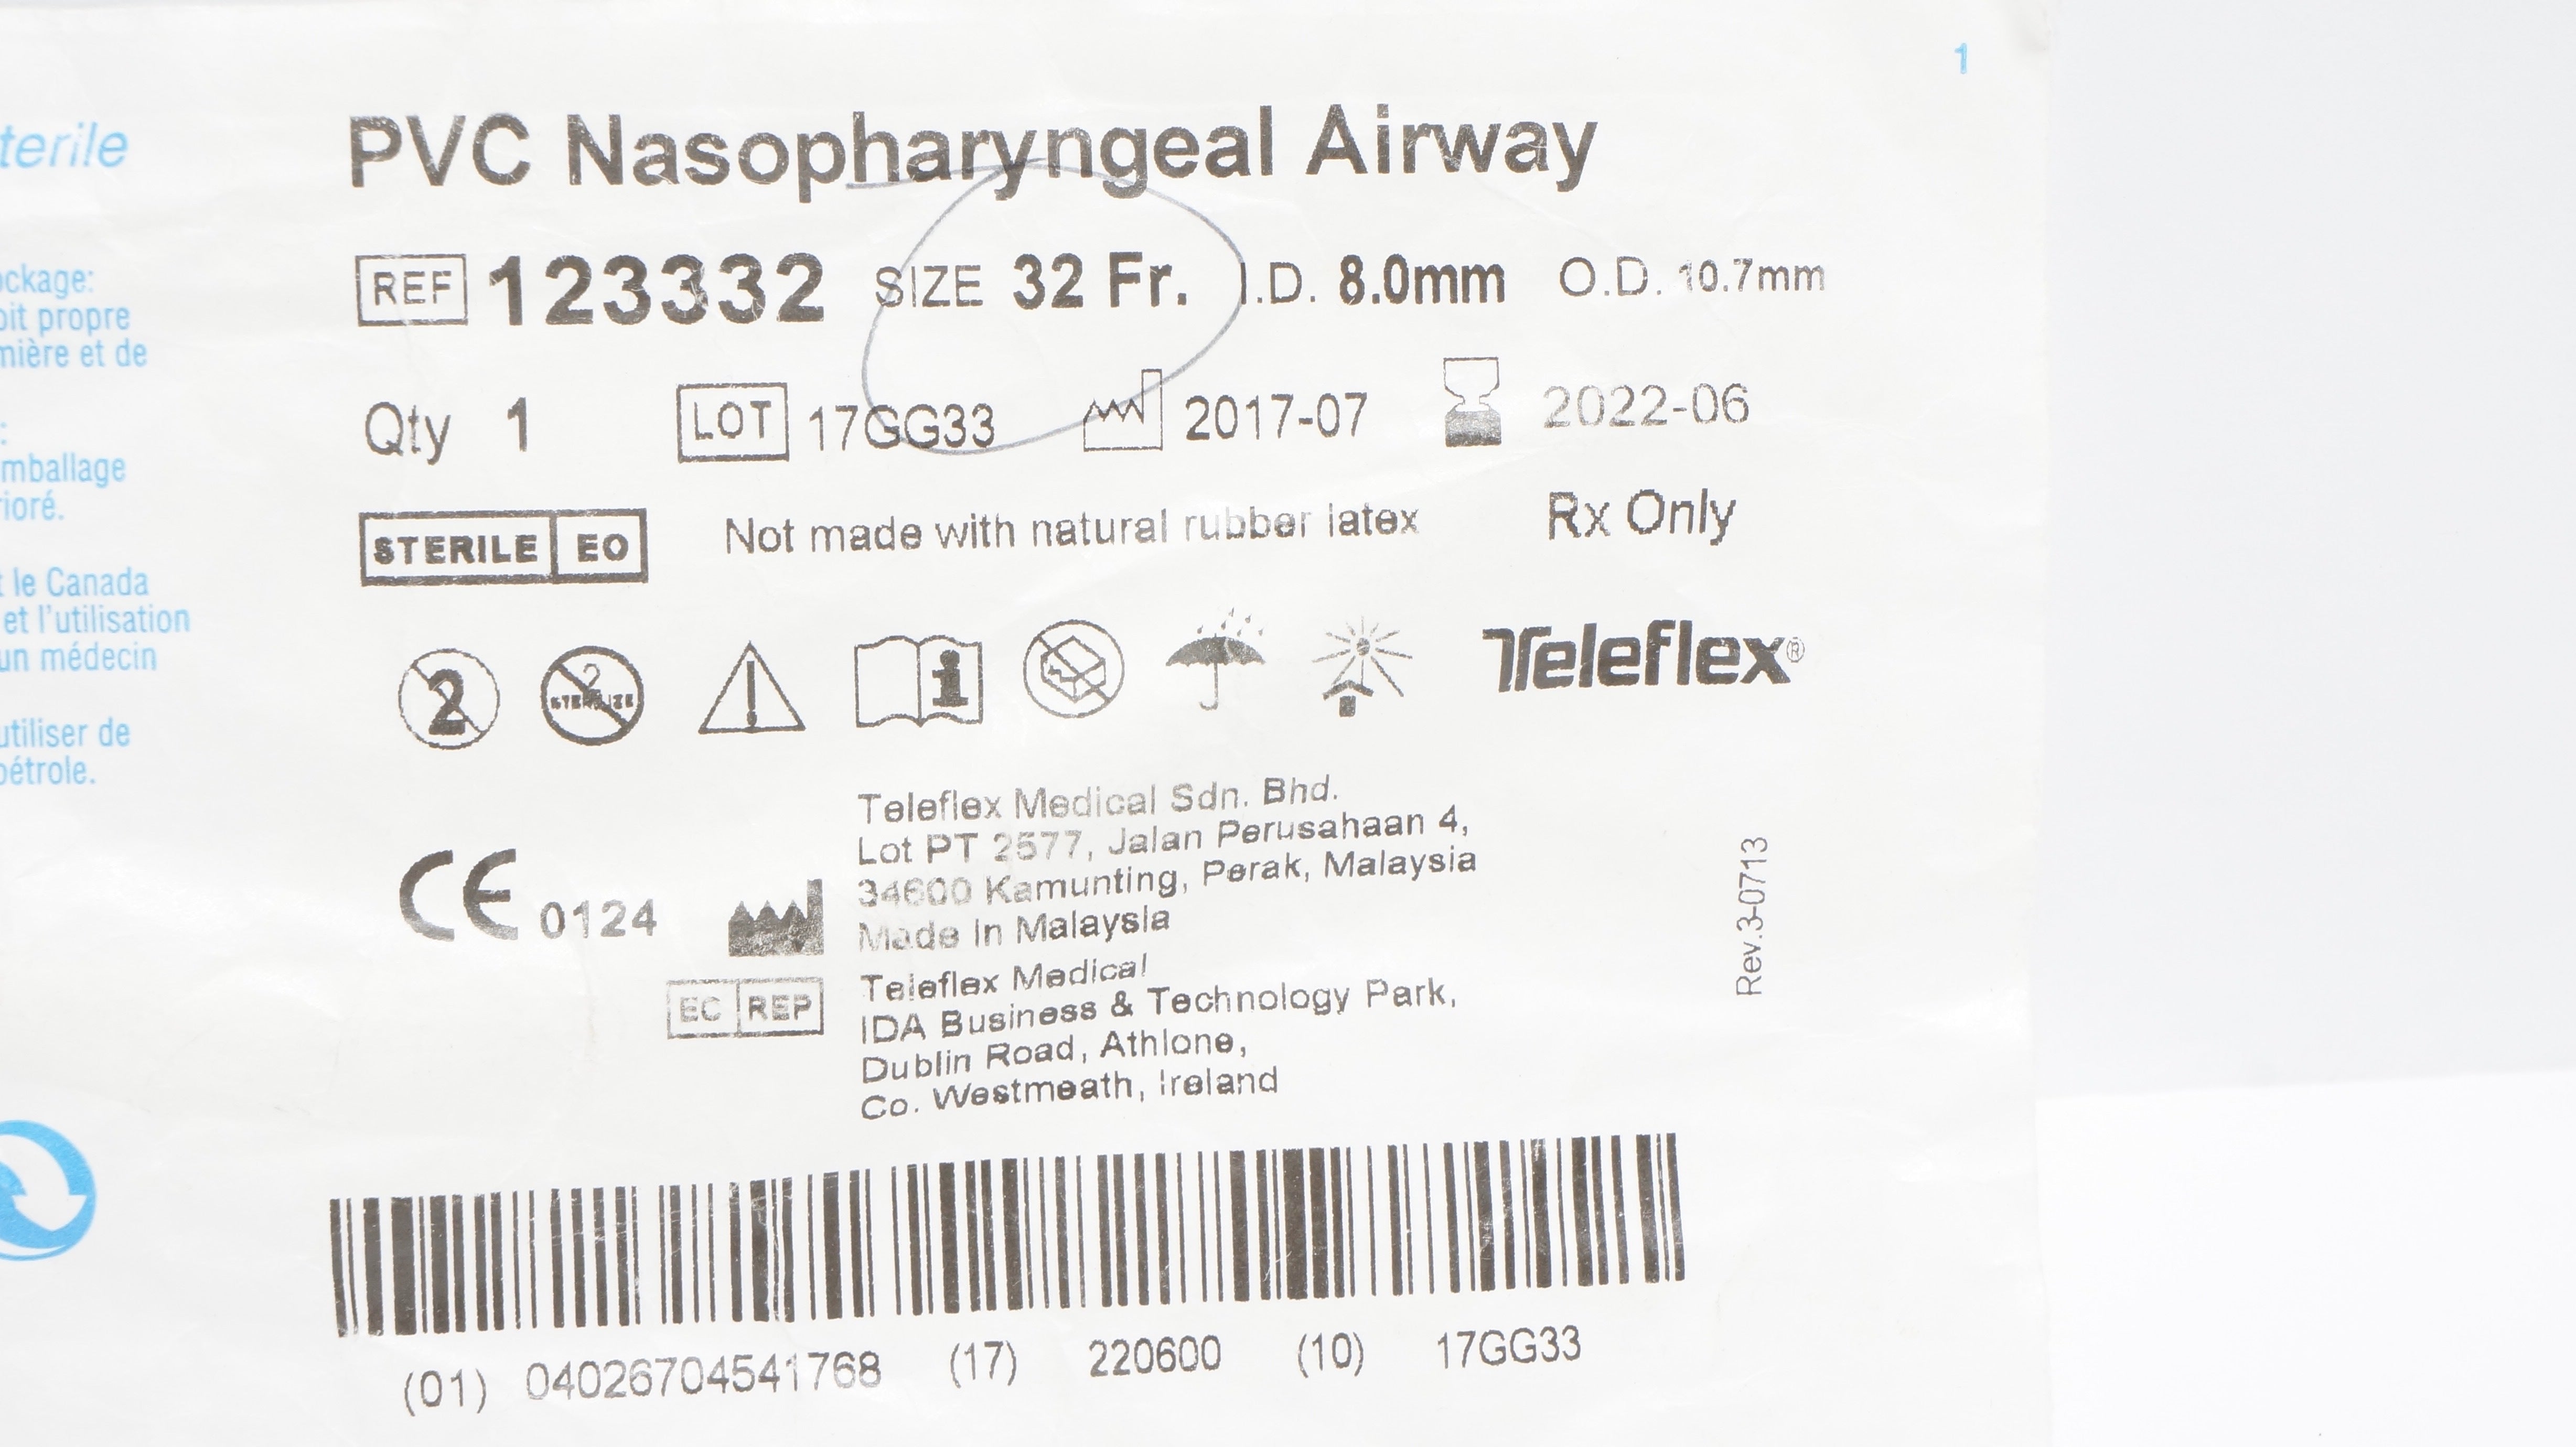 1
terile
ockage:
oit propre
mière et de
:
mballage
rioré.
t le Canada
et l'utilisation
un médecin
utiliser de
pétrole.
PVC Nasopharyngeal Airway
REF 123332 SIZE 32 Fr. I.D. 8.0mm O.D. 10.7mm
Qty 1 LOT 17GG33 2017-07 2022-06
STERILE EO Not made with natural rubber latex Rx Only
2 2 STERILIZE Teleflex®
Teleflex Medical Sdn. Bhd.
Lot PT 2577, Jalan Perusahaan 4,
34600 Kamunting, Perak, Malaysia
Made in Malaysia
CE 0124
EC REP
Teleflex Medical
IDA Business & Technology Park,
Dublin Road, Athlone,
Co. Westmeath, Ireland
Rev.3-0713
(01) 04026704541768 (17) 220600 (10) 17GG33